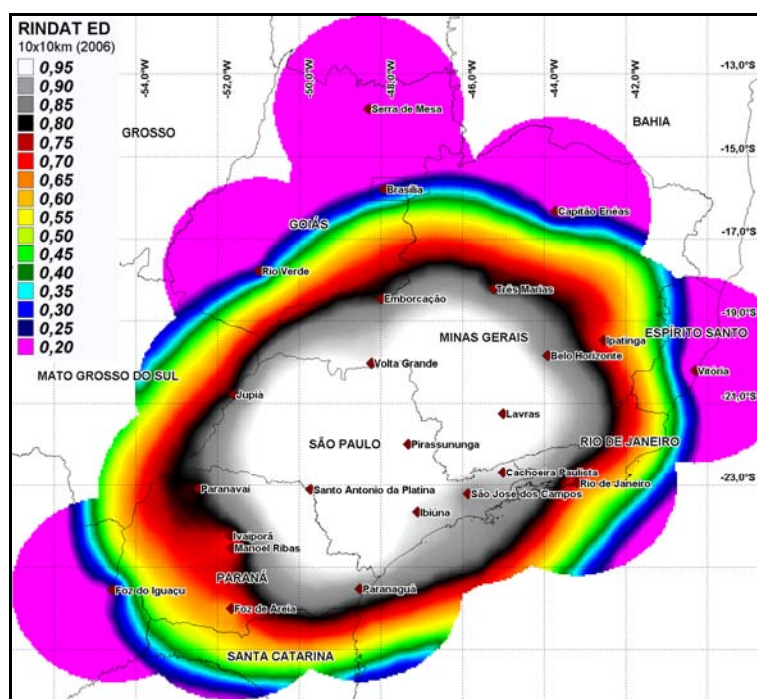 RINDAT ED
10x10km (2006)
0,95
0,90
0,85
0,80
0,75
0,70
0,65
0,60
0,55
0,50
0,45
0,40
0,35
0,30
0,25
0,20
-54,0°W
-52,0°W
-50,0°W
-48,0°W
-46,0°W
-44,0°W
-42,0°W
-13,0°S
-15,0°S
-17,0°S
-19,0°S
-21,0°S
-23,0°S
GROSSO
BAHIA
Serra de Mesa
Brasília
Capitão Enéas
GOIÁS
Rio Verde
Emborcação
Três Marias
MINAS GERAIS
Ipatinga
ESPÍRITO SANTO
Belo Horizonte
Volta Grande
Vitória
MATO GROSSO DO SUL
Jupiá
Lavras
SÃO PAULO
Pirassununga
RIO DE JANEIRO
Cachoeira Paulista
Rio de Janeiro
Paranavaí
Santo Antonio da Platina
São José dos Campos
Ibiúna
Ivaiporã
Manoel Ribas
PARANÁ
Foz do Iguaçu
Paranaguá
Foz de Areia
SANTA CATARINA